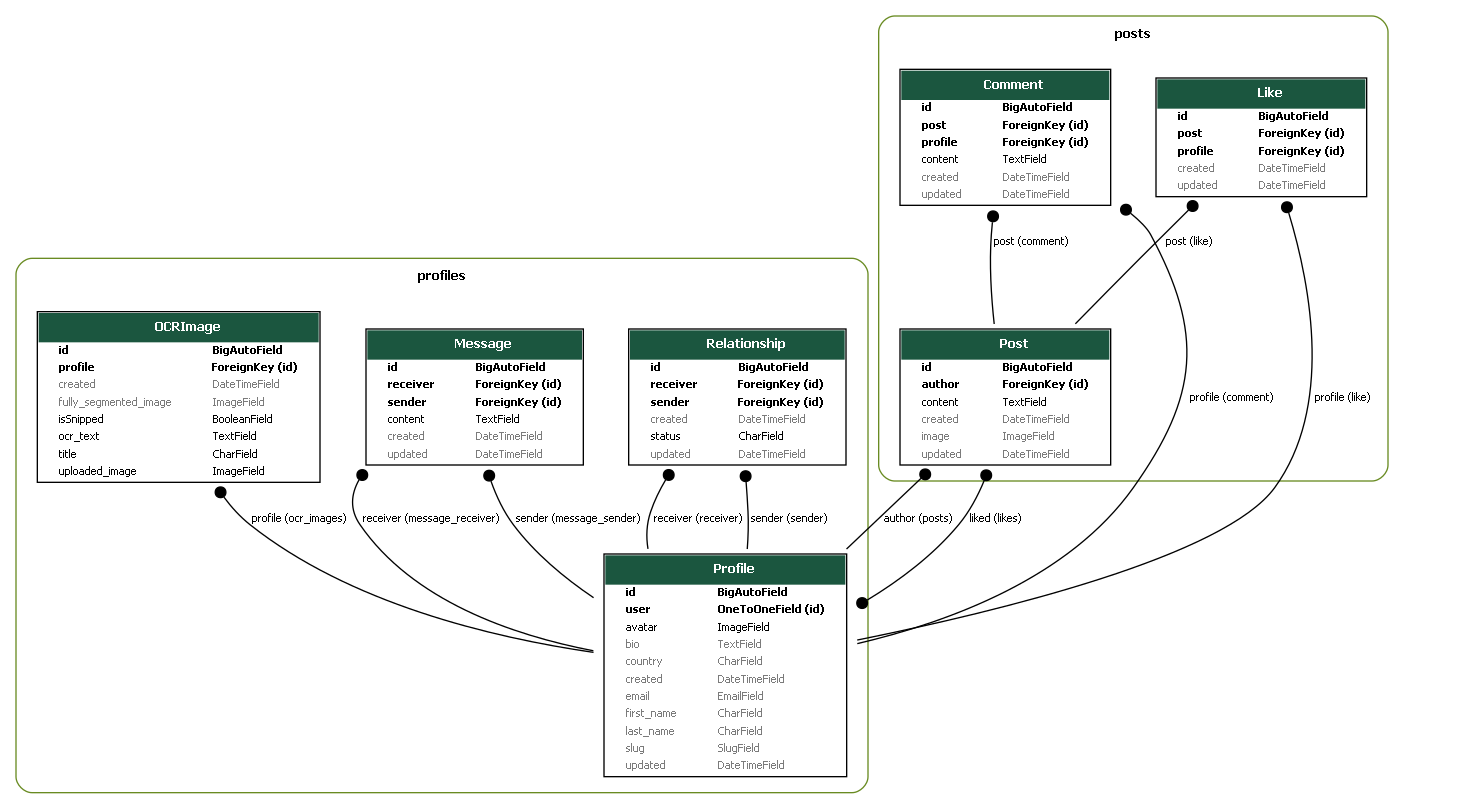 posts
Comment
id BigAutoField
post ForeignKey (id)
profile ForeignKey (id)
content TextField
created DateTimeField
updated DateTimeField
Like
id BigAutoField
post ForeignKey (id)
profile ForeignKey (id)
created DateTimeField
updated DateTimeField
post (comment)
post (like)
profiles
OCRImage
id BigAutoField
profile ForeignKey (id)
created DateTimeField
fully_segmented_image ImageField
isSnipped BooleanField
ocr_text TextField
title CharField
uploaded_image ImageField
Message
id BigAutoField
receiver ForeignKey (id)
sender ForeignKey (id)
content TextField
created DateTimeField
updated DateTimeField
Relationship
id BigAutoField
receiver ForeignKey (id)
sender ForeignKey (id)
created DateTimeField
status CharField
updated DateTimeField
Post
id BigAutoField
author ForeignKey (id)
content TextField
created DateTimeField
image ImageField
updated DateTimeField
profile (comment)
profile (like)
profile (ocr_images)
receiver (message_receiver)
sender (message_sender)
receiver (receiver)
sender (sender)
author (posts)
liked (likes)
Profile
id BigAutoField
user OneToOneField (id)
avatar ImageField
bio TextField
country CharField
created DateTimeField
email EmailField
first_name CharField
last_name CharField
slug SlugField
updated DateTimeField